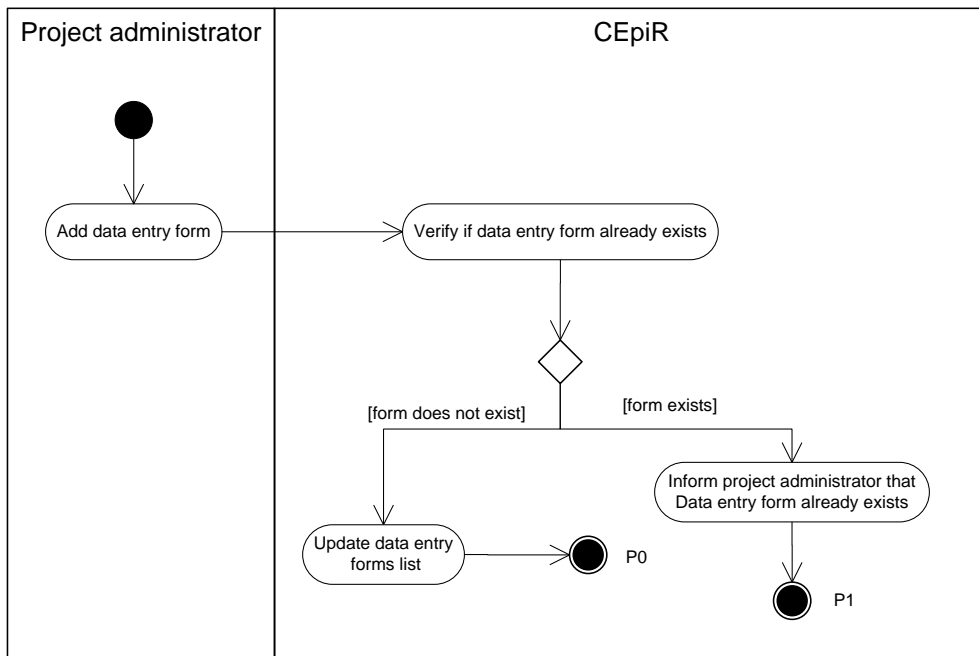 Project administrator
CEpiR
Add data entry form
Verify if data entry form already exists
[form does not exist]
[form exists]
Inform project administrator that
Data entry form already exists
Update data entry
forms list
P0
P1